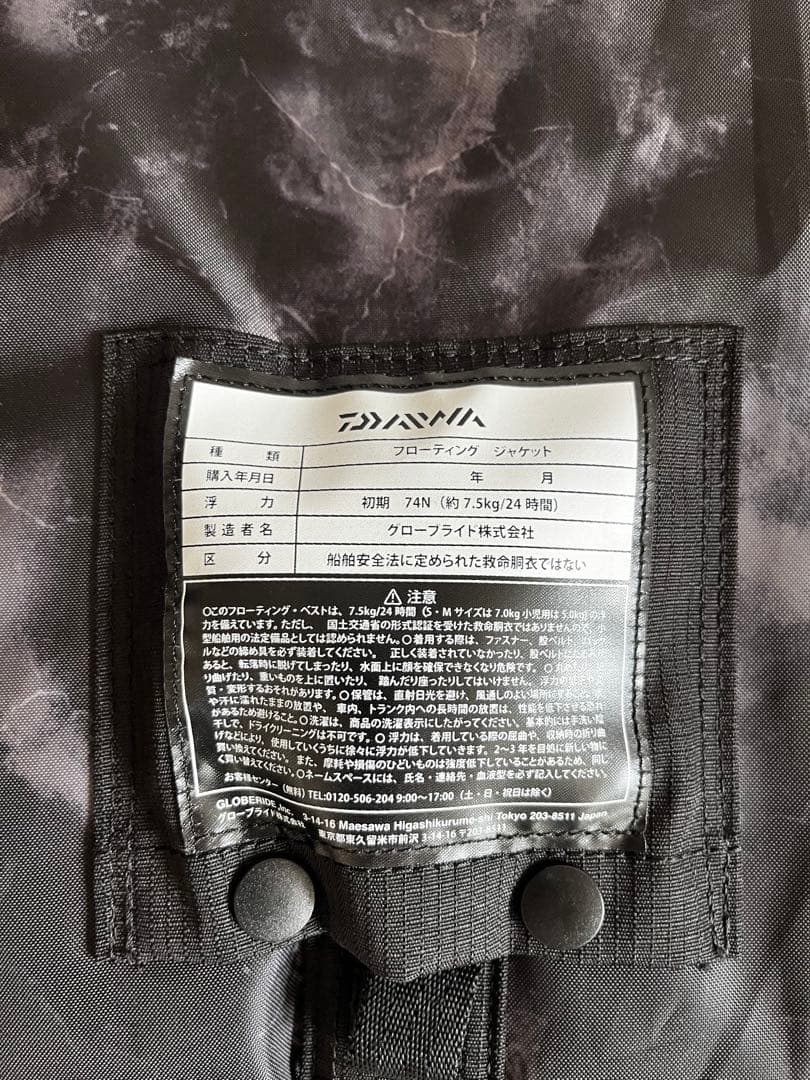 DAIWA
種 類 フローティング ジャケット
購入年月日 年 月
浮 力 初期 74N(約7.5kg/24時間)
製造者名 グローブライド株式会社
区 分 船舶安全法に定められた救命胴衣ではない
⚠注意
○このフローティング・ベストは、7.5kg/24時間(S・Mサイズは7.0kg 小児用は5.0kg)の浮
力を備えています。ただし、 国土交通省の形式認証を受けた救命胴衣ではありませんので、小
型船舶用の法定備品としては認められません。○着用する際は、ファスナー、股ベルト、バックル
ルなどの締め具を必ず装着してください。 正しく装着されていなかったり、股ベルト
あると、転落時に脱げてしまったり、水面上に顔を確保できなくなり危険です。○丸めたり、
り曲げたり、重いものを上に置いたり、 踏んだり座ったりしてはいけません。浮力の
質・変形するおそれがあります。○保管は、直射日光を避け、風通しのよい場所に
や汗に濡れたままの放置や、 車内、トランク内への長時間の放置は、性能を低下させる恐れ
があるため避けること。○洗濯は、商品の洗濯表示にしたがってください。基本的には手洗い陰
干しで、ドライクリーニングは不可です。○浮力は、着用している際の屈曲や、収納時の折り曲
げなどにより、使用していくうちに徐々に浮力が低下していきます。2〜3年を目処に新しい物に
買い換えてください。また、摩耗や損傷のひどいものは強度低下していることがあるため、同じ
く買い替えてください。○ネームスペースには、氏名・連絡先・血液型を必ず記入してください。
お客様センター(無料)TEL:0120-506-204 9:00〜17:00(土・日・祝日は除く)
GLOBERIDE,Inc. 3-14-16 Maesawa Higashikurume-shi Tokyo 203-8511 Japan
グローブライド株式会社 東京都東久留米市前沢3-14-16 〒203-8511